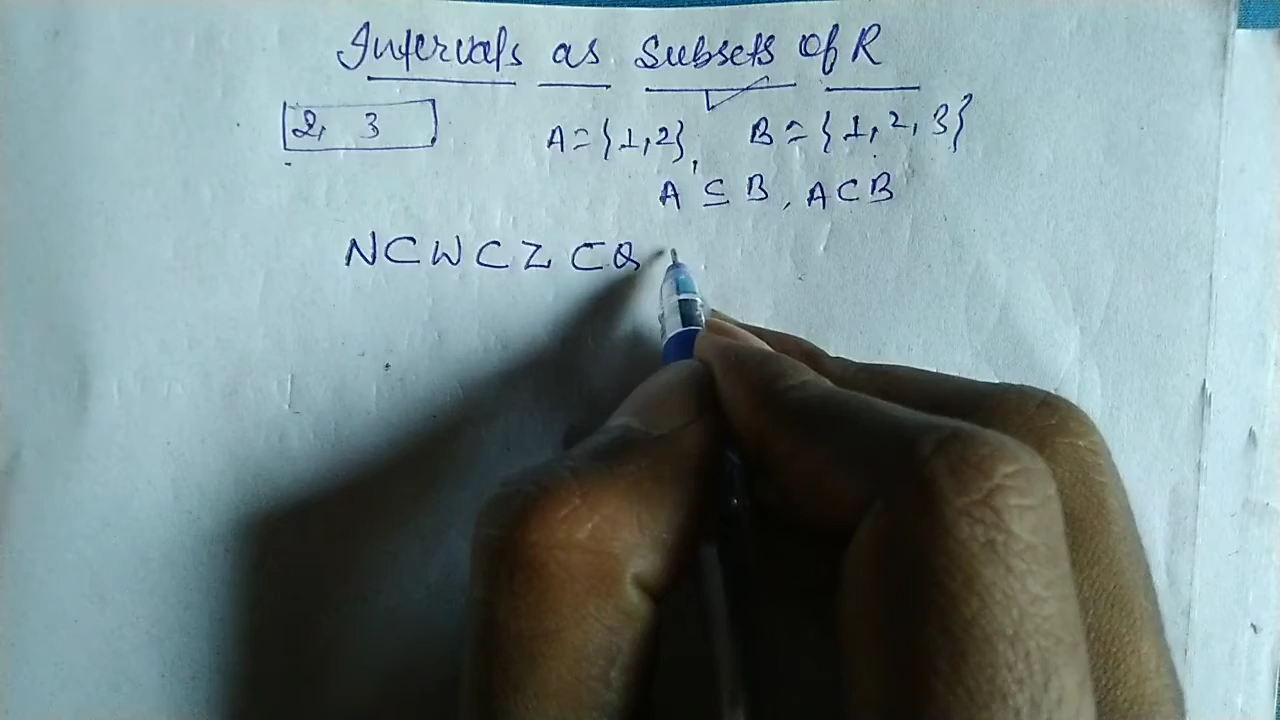 Intervals as Subsets of R
2, 3 A = {1,2}, B = {1,2,3}
A ⊆ B, A ⊂ B
N ⊂ W ⊂ Z ⊂ Q